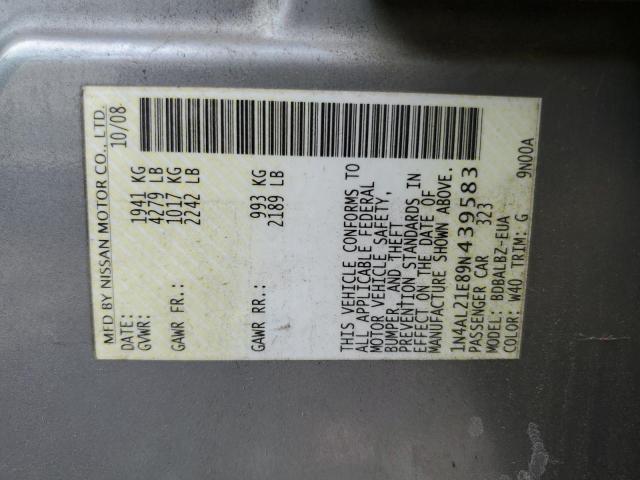 MFD BY NISSAN MOTOR CO., LTD.
DATE: 10/08
GVWR: 1941 KG
4279 LB
GAWR FR.: 1017 KG
2242 LB
GAWR RR.: 993 KG
2189 LB
THIS VEHICLE CONFORMS TO
ALL APPLICABLE FEDERAL
MOTOR VEHICLE SAFETY,
BUMPER, AND THEFT
PREVENTION STANDARDS IN
EFFECT ON THE DATE OF
MANUFACTURE SHOWN ABOVE.
1N4AL21E89N439583
PASSENGER CAR 323
MODEL: BDBALBZ-EUA
COLOR: W40 TRIM: G 9N00A